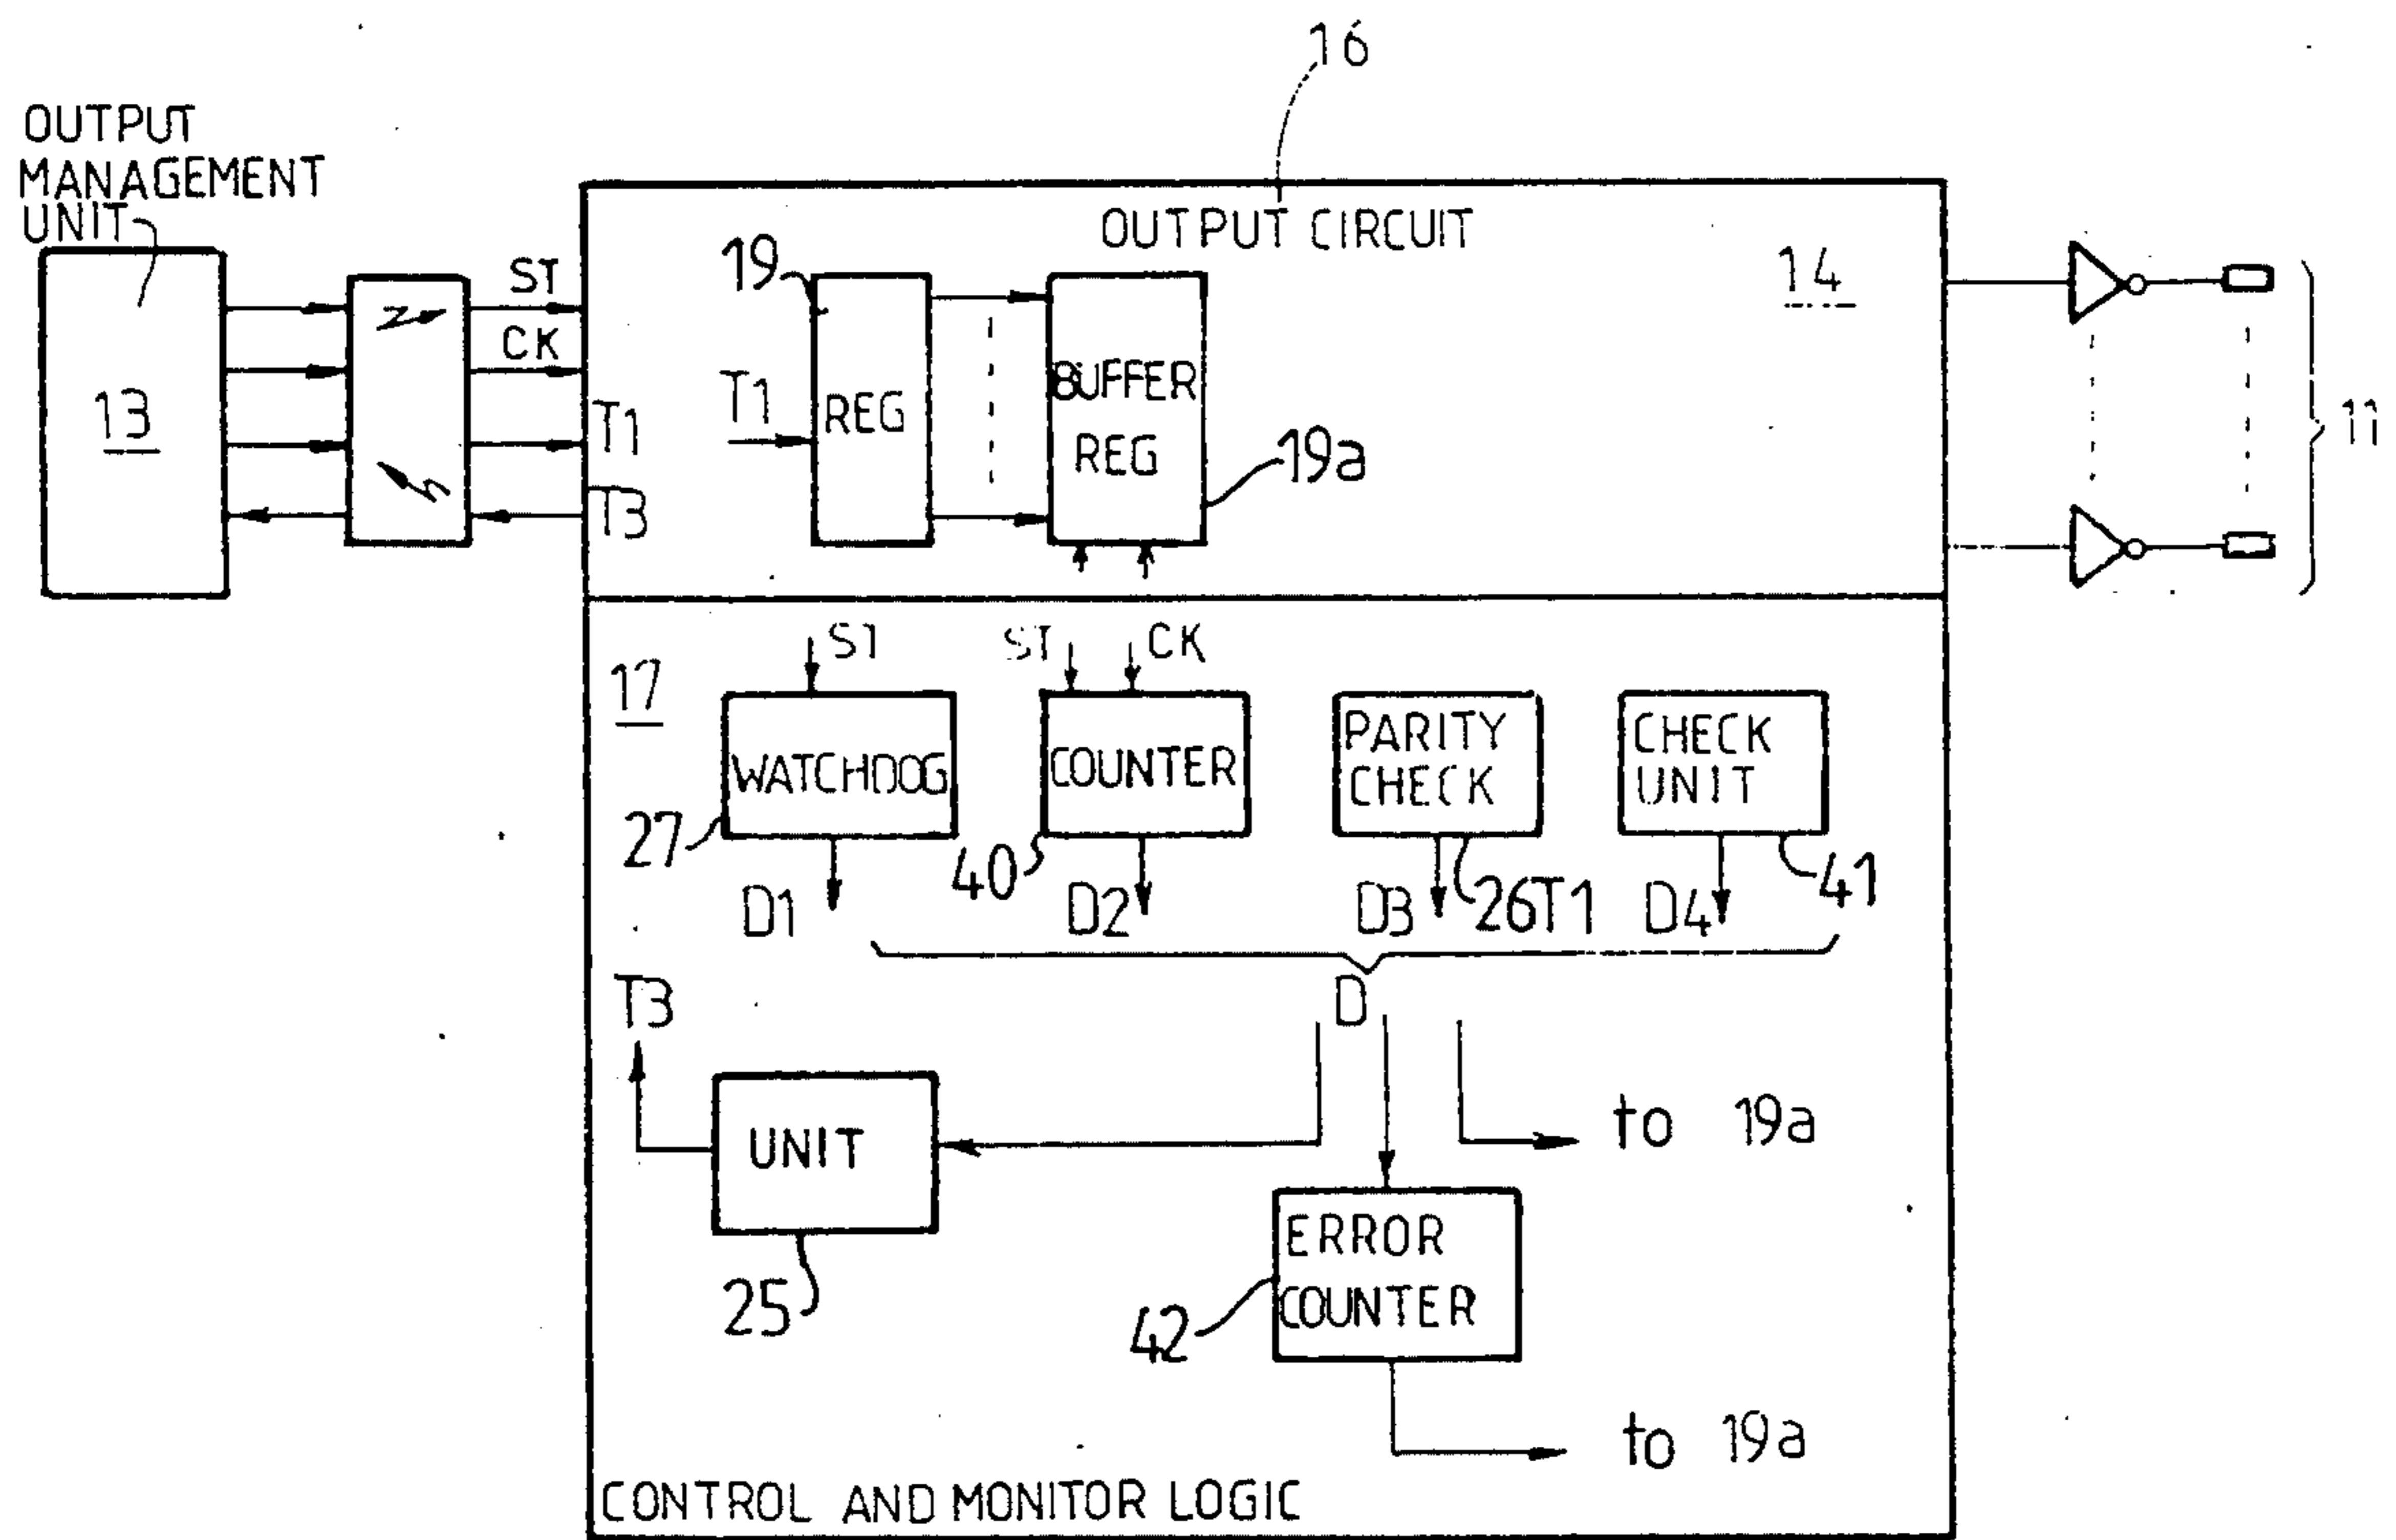 16
OUTPUT
MANAGEMENT
UNIT
OUTPUT CIRCUIT
ST
19
14
CK
BUFFER
13
T1
T1
REG
11
REG
19a
T3
ST
ST
CK
17
PARITY
CHECK
CHECK
UNIT
WATCHDOG
COUNTER
27
40
41
D1
D2
D3
26T1
D4
T3
D
to 19a
UNIT
ERROR
COUNTER
25
42
to 19a
CONTROL AND MONITOR LOGIC